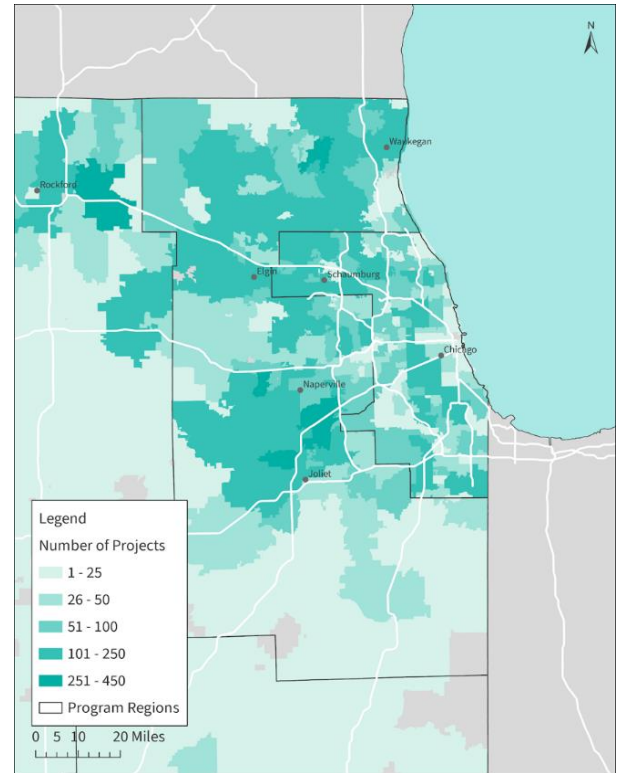 N
Waukegan
Rockford
Elgin
Schaumburg
Chicago
Naperville
Joliet
Legend
Number of Projects
1 - 25
26 - 50
51 - 100
101 - 250
251 - 450
Program Regions
0 5 10 20 Miles